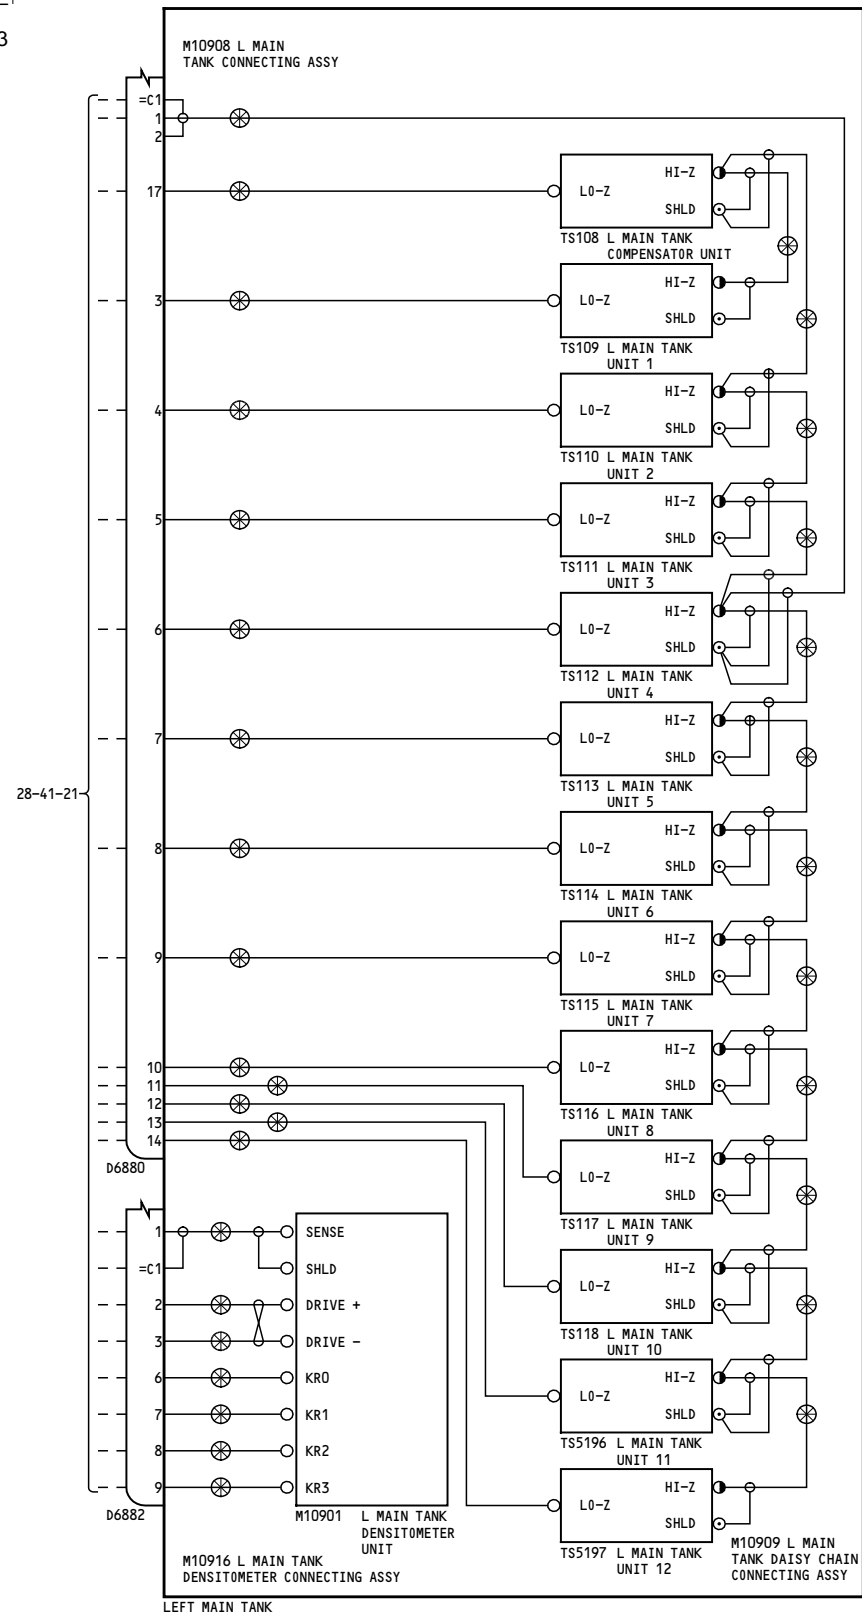 3
M10908 L MAIN
TANK CONNECTING ASSY
=C1
1
2
HI-Z
17
LO-Z
SHLD
TS108 L MAIN TANK
COMPENSATOR UNIT
HI-Z
3
LO-Z
SHLD
TS109 L MAIN TANK
UNIT 1
HI-Z
4
LO-Z
SHLD
TS110 L MAIN TANK
UNIT 2
HI-Z
5
LO-Z
SHLD
TS111 L MAIN TANK
UNIT 3
HI-Z
6
LO-Z
SHLD
TS112 L MAIN TANK
UNIT 4
HI-Z
7
LO-Z
SHLD
TS113 L MAIN TANK
UNIT 5
28-41-21
HI-Z
8
LO-Z
SHLD
TS114 L MAIN TANK
UNIT 6
HI-Z
9
LO-Z
SHLD
TS115 L MAIN TANK
UNIT 7
HI-Z
10
LO-Z
11
SHLD
12
TS116 L MAIN TANK
UNIT 8
13
14
D6880
HI-Z
LO-Z
SHLD
TS117 L MAIN TANK
UNIT 9
1
SENSE
=C1
SHLD
HI-Z
LO-Z
SHLD
2
DRIVE +
TS118 L MAIN TANK
UNIT 10
3
DRIVE -
6
KR0
HI-Z
LO-Z
7
KR1
SHLD
TS5196 L MAIN TANK
UNIT 11
8
KR2
9
KR3
HI-Z
LO-Z
SHLD
D6882
M10901 L MAIN TANK
DENSITOMETER
UNIT
TS5197 L MAIN TANK
UNIT 12
M10909 L MAIN
TANK DAISY CHAIN
CONNECTING ASSY
M10916 L MAIN TANK
DENSITOMETER CONNECTING ASSY
LEFT MAIN TANK